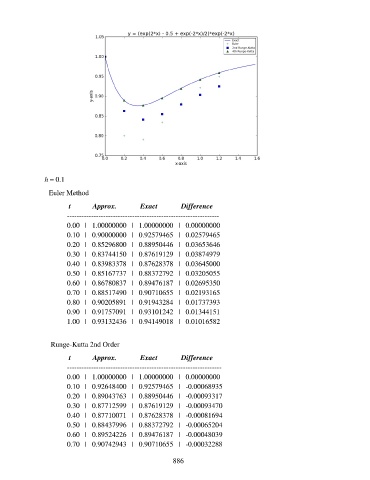 y = (exp(2*x) - 0.5 + exp(-2*x)/2)*exp(-2*x)
1.05
1.00
0.95
0.90
0.85
0.80
0.75
y-axis
0.0 0.2 0.4 0.6 0.8 1.0 1.2 1.4 1.6
x-axis
Exact
Euler
2nd Runge-Kutta
4th Runge-Kutta
h = 0.1
Euler Method
t Approx. Exact Difference
0.00 | 1.00000000 | 1.00000000 | 0.00000000
0.10 | 0.90000000 | 0.92579465 | 0.02579465
0.20 | 0.85296800 | 0.88950446 | 0.03653646
0.30 | 0.83744150 | 0.87619129 | 0.03874979
0.40 | 0.83983378 | 0.87628378 | 0.03645000
0.50 | 0.85167737 | 0.88372792 | 0.03205055
0.60 | 0.86780837 | 0.89476187 | 0.02695350
0.70 | 0.88517490 | 0.90710655 | 0.02193165
0.80 | 0.90205891 | 0.91943284 | 0.01737393
0.90 | 0.91757091 | 0.93101242 | 0.01344151
1.00 | 0.93132436 | 0.94149018 | 0.01016582
Runge-Kutta 2nd Order
t Approx. Exact Difference
0.00 | 1.00000000 | 1.00000000 | 0.00000000
0.10 | 0.92648400 | 0.92579465 | -0.00068935
0.20 | 0.89043763 | 0.88950446 | -0.00093317
0.30 | 0.87712599 | 0.87619129 | -0.00093470
0.40 | 0.87710071 | 0.87628378 | -0.00081694
0.50 | 0.88437996 | 0.88372792 | -0.00065204
0.60 | 0.89524226 | 0.89476187 | -0.00048039
0.70 | 0.90742943 | 0.90710655 | -0.00032288
886